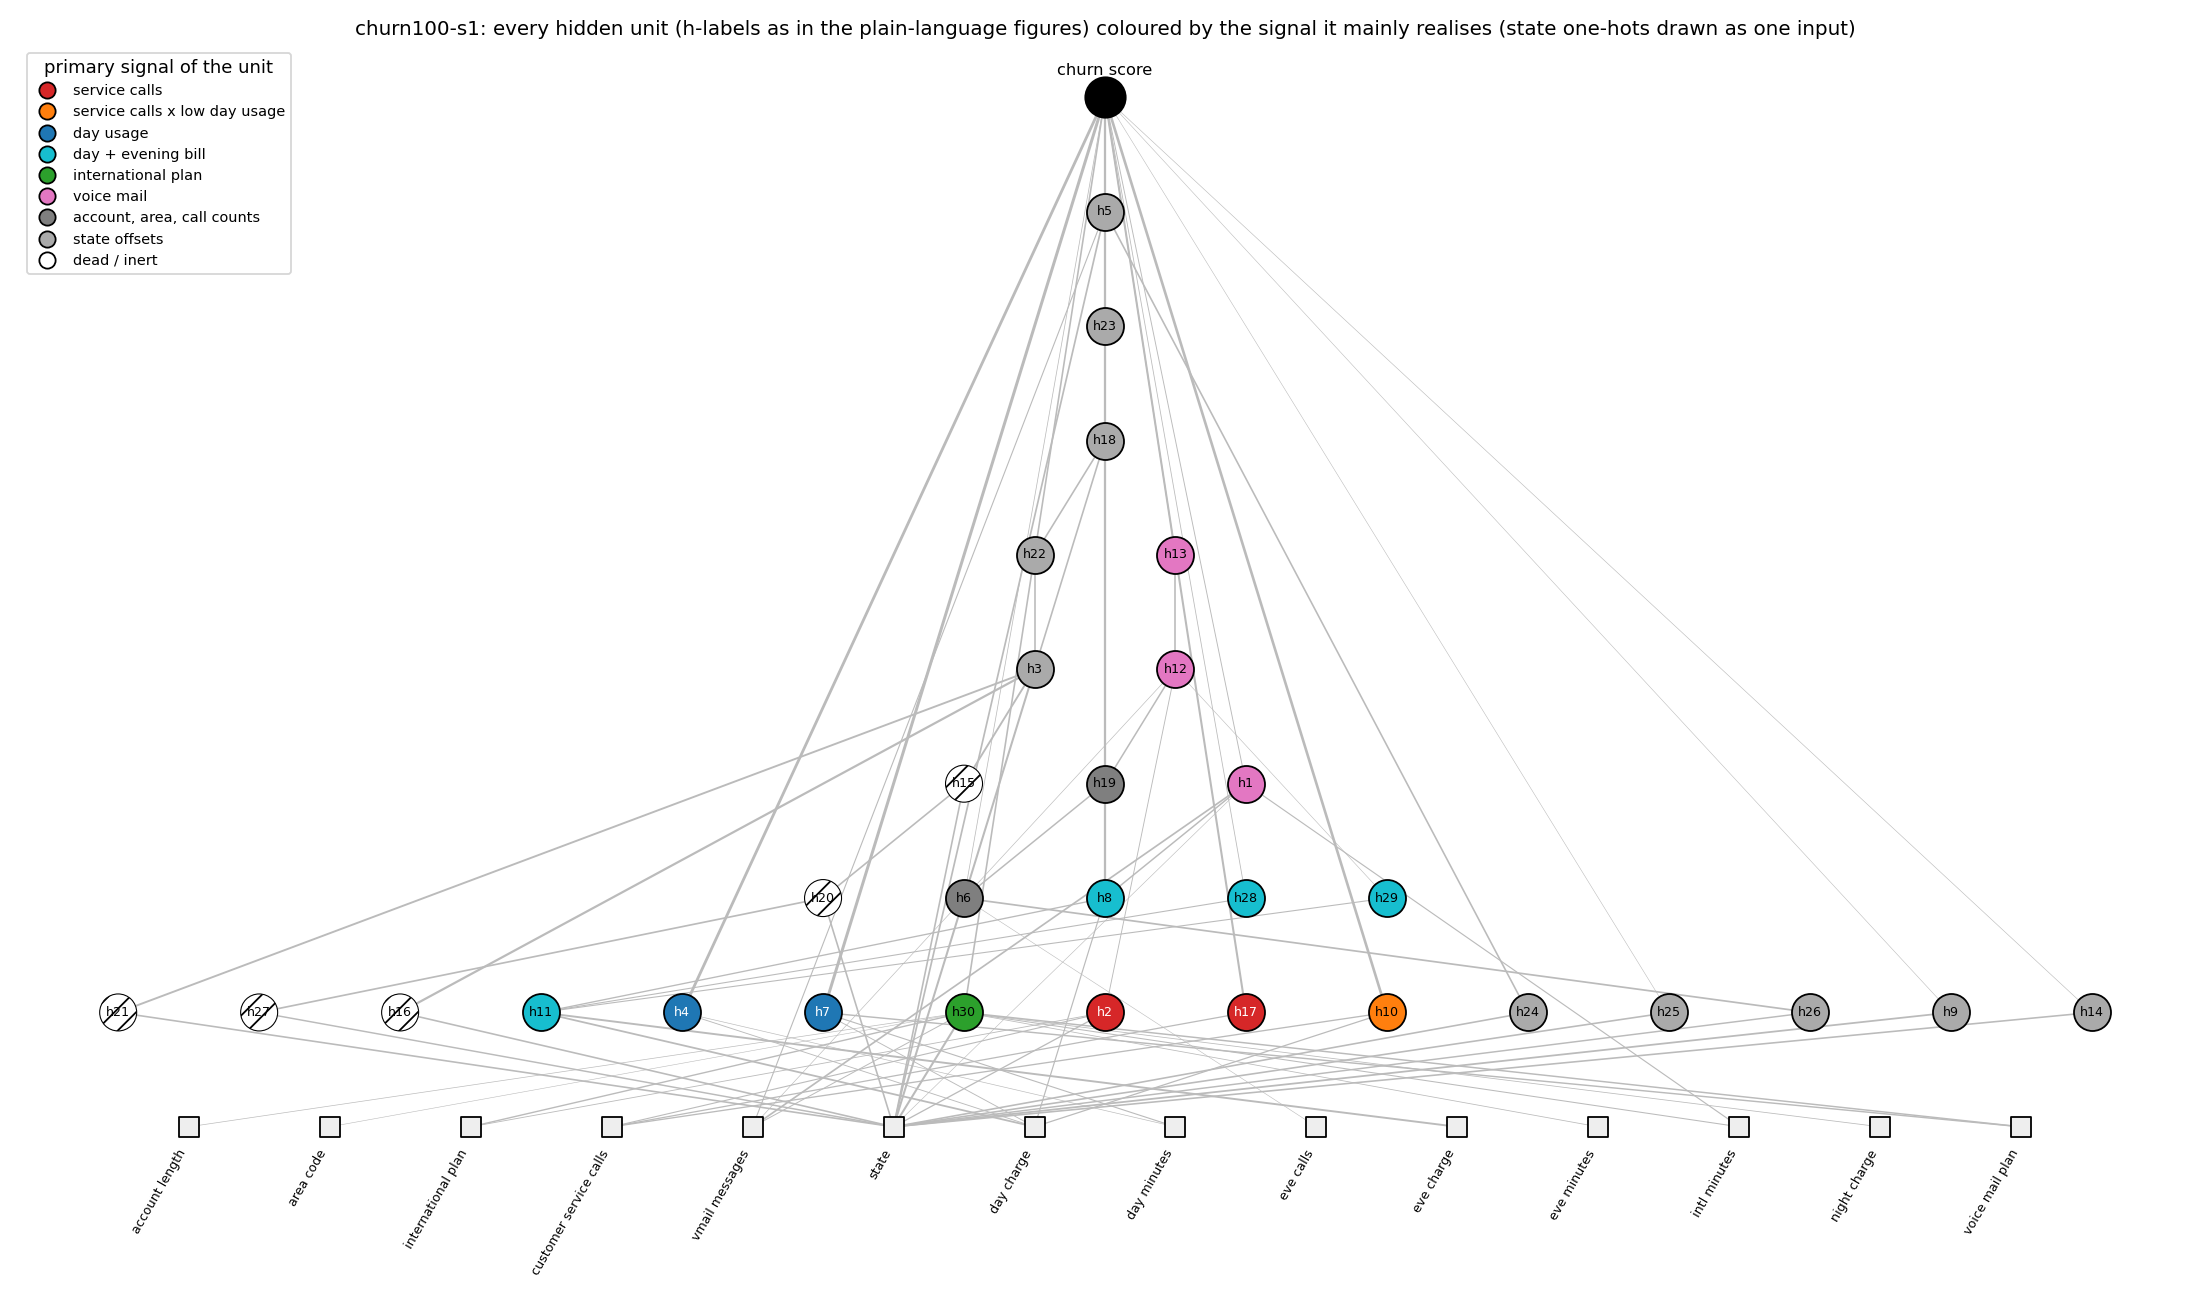 churn100-s1: every hidden unit (h-labels as in the plain-language figures) coloured by the signal it mainly realises (state one-hots drawn as one input)
primary signal of the unit
service calls
service calls x low day usage
day usage
day + evening bill
international plan
voice mail
account, area, call counts
state offsets
dead / inert
churn score
h5
h23
h18
h22
h13
h3
h12
h15
h19
h1
h20
h6
h8
h28
h29
h21
h27
h16
h11
h4
h7
h30
h2
h17
h10
h24
h25
h26
h9
h14
account length
area code
international plan
customer service calls
vmail messages
state
day charge
day minutes
eve calls
eve charge
eve minutes
intl minutes
night charge
voice mail plan